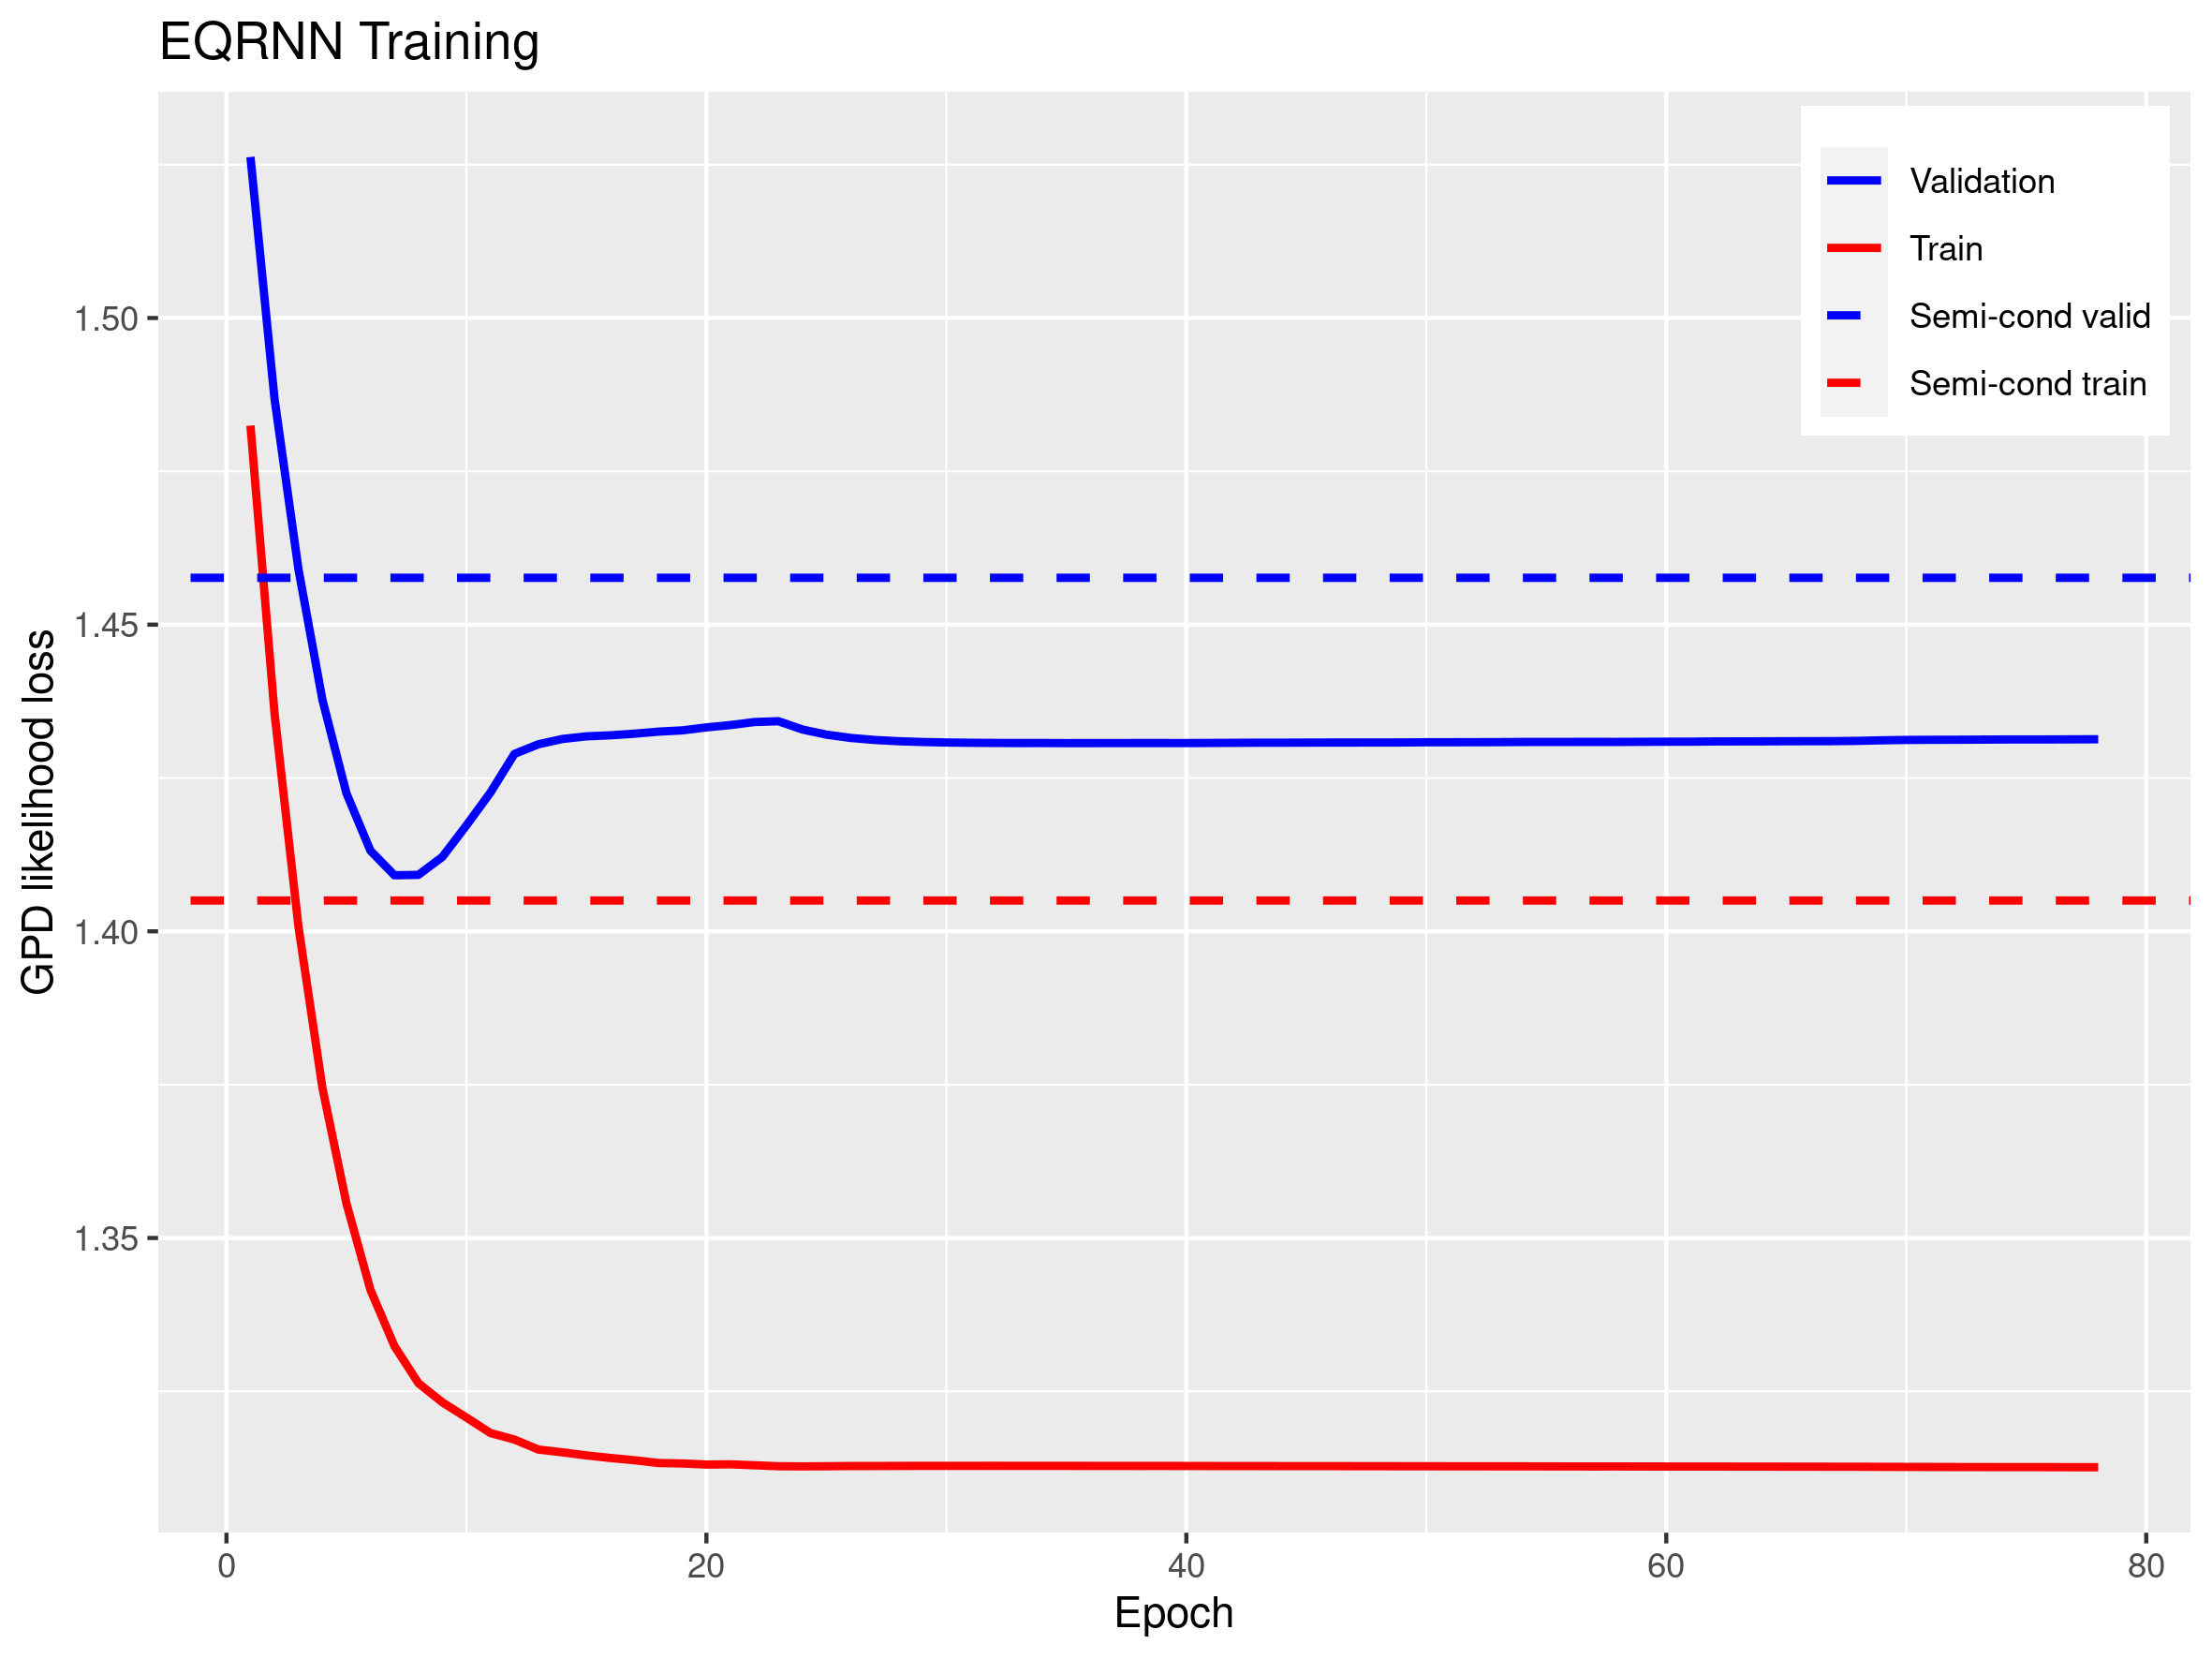 EQRNN Training
Validation
Train
Semi-cond valid
Semi-cond train
GPD likelihood loss
1.50
1.45
1.40
1.35
0 20 40 60 80
Epoch